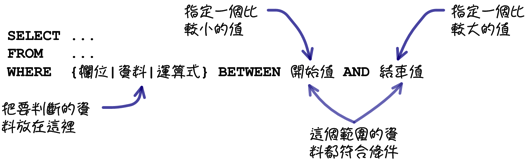 指定一個比
較小的值
指定一個比
較大的值
SELECT ...
FROM ...
WHERE {欄位|資料|運算式} BETWEEN 開始值 AND 結束值
把要判斷的資
料放在這裡
這個範圍的資
料都符合條件